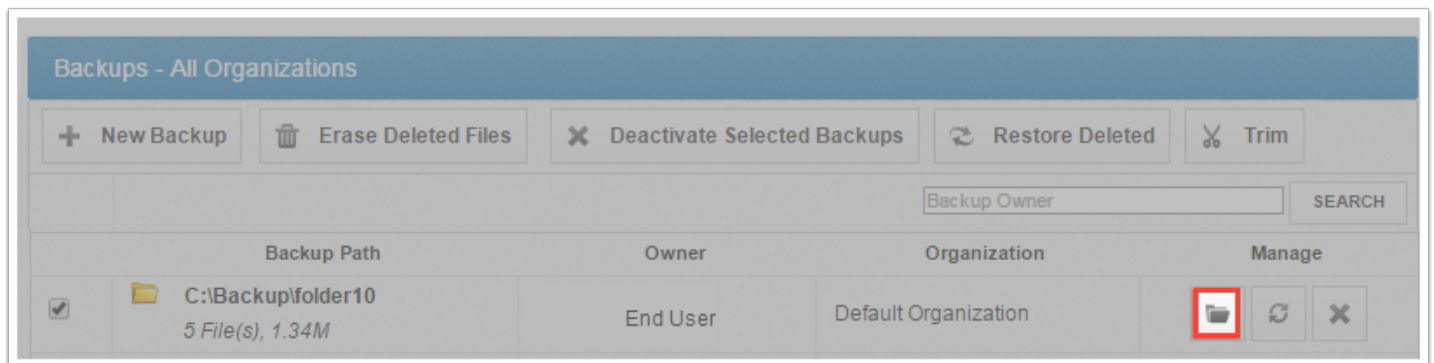 Backups - All Organizations
New Backup Erase Deleted Files Deactivate Selected Backups Restore Deleted Trim
Backup Owner SEARCH
Backup Path Owner Organization Manage
C:\Backup\folder10
5 File(s), 1.34M
End User Default Organization